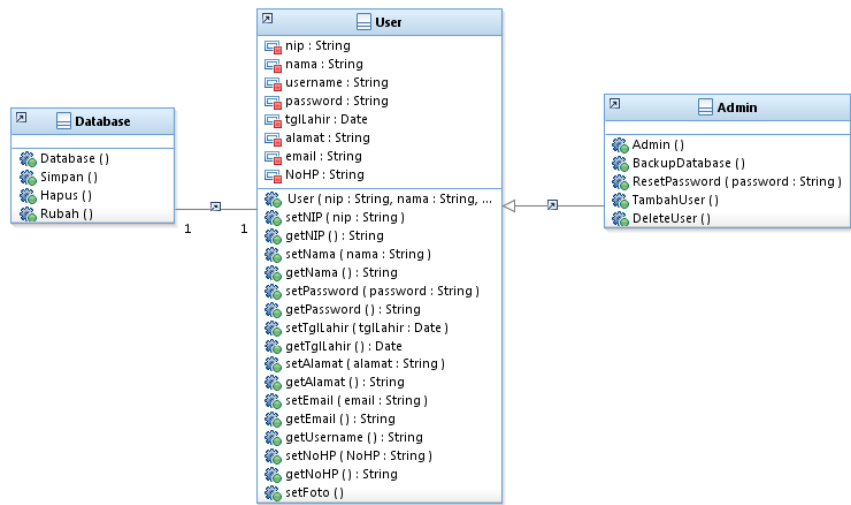 Database
Database ()
Simpan ()
Hapus ()
Rubah ()
1
1
User
nip : String
nama : String
username : String
password : String
tglLahir : Date
alamat : String
email : String
NoHP : String
User ( nip : String, nama : String, ...
setNIP ( nip : String )
getNIP () : String
setNama ( nama : String )
getNama () : String
setPassword ( password : String )
getPassword () : String
setTglLahir ( tglLahir : Date )
getTglLahir () : Date
setAlamat ( alamat : String )
getAlamat () : String
setEmail ( email : String )
getEmail () : String
getUsername () : String
setNoHP ( NoHP : String )
getNoHP () : String
setFoto ()
Admin
Admin ()
BackupDatabase ()
ResetPassword ( password : String )
TambahUser ()
DeleteUser ()